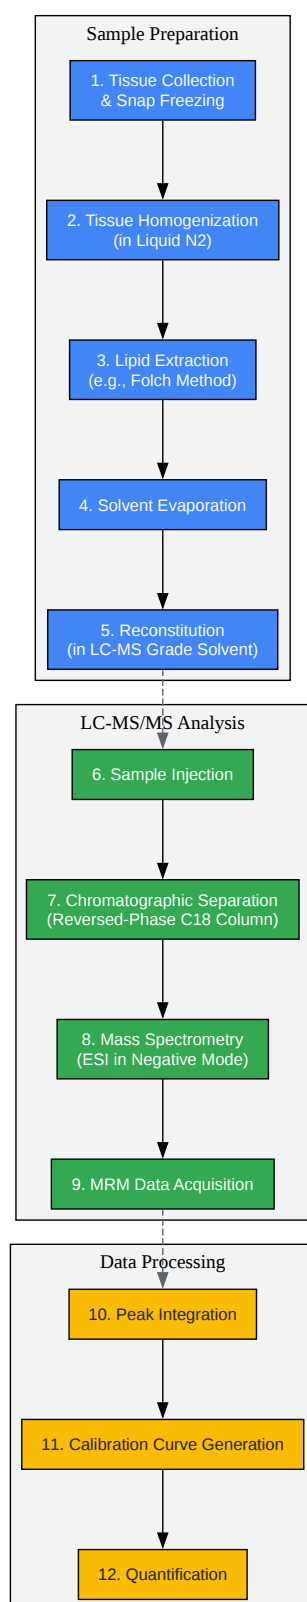 Sample Preparation
1. Tissue Collection
& Snap Freezing
2. Tissue Homogenization
(in Liquid N2)
3. Lipid Extraction
(e.g., Folch Method)
4. Solvent Evaporation
5. Reconstitution
(in LC-MS Grade Solvent)
LC-MS/MS Analysis
6. Sample Injection
7. Chromatographic Separation
(Reversed-Phase C18 Column)
8. Mass Spectrometry
(ESI in Negative Mode)
9. MRM Data Acquisition
Data Processing
10. Peak Integration
11. Calibration Curve Generation
12. Quantification